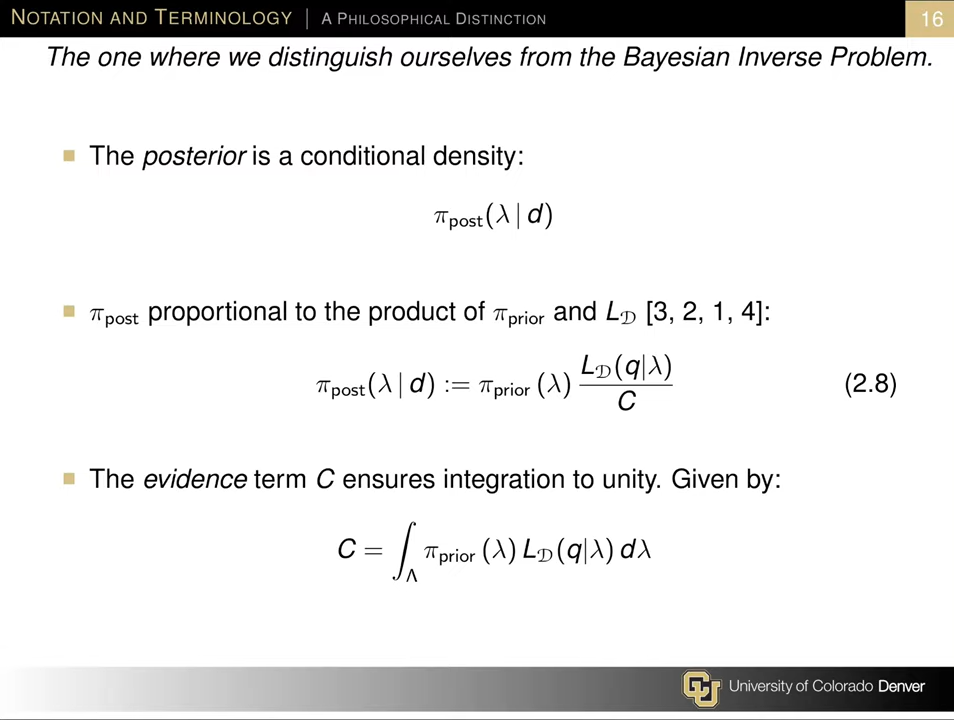 NOTATION AND TERMINOLOGY | A PHILOSOPHICAL DISTINCTION 16
The one where we distinguish ourselves from the Bayesian Inverse Problem.
The posterior is a conditional density:
π_post(λ | d)
π_post proportional to the product of π_prior and L_𝒟 [3, 2, 1, 4]:
π_post(λ | d) := π_prior (λ) L_𝒟(q|λ) / C (2.8)
The evidence term C ensures integration to unity. Given by:
C = ∫_Λ π_prior (λ) L_𝒟(q|λ) dλ
CU University of Colorado Denver